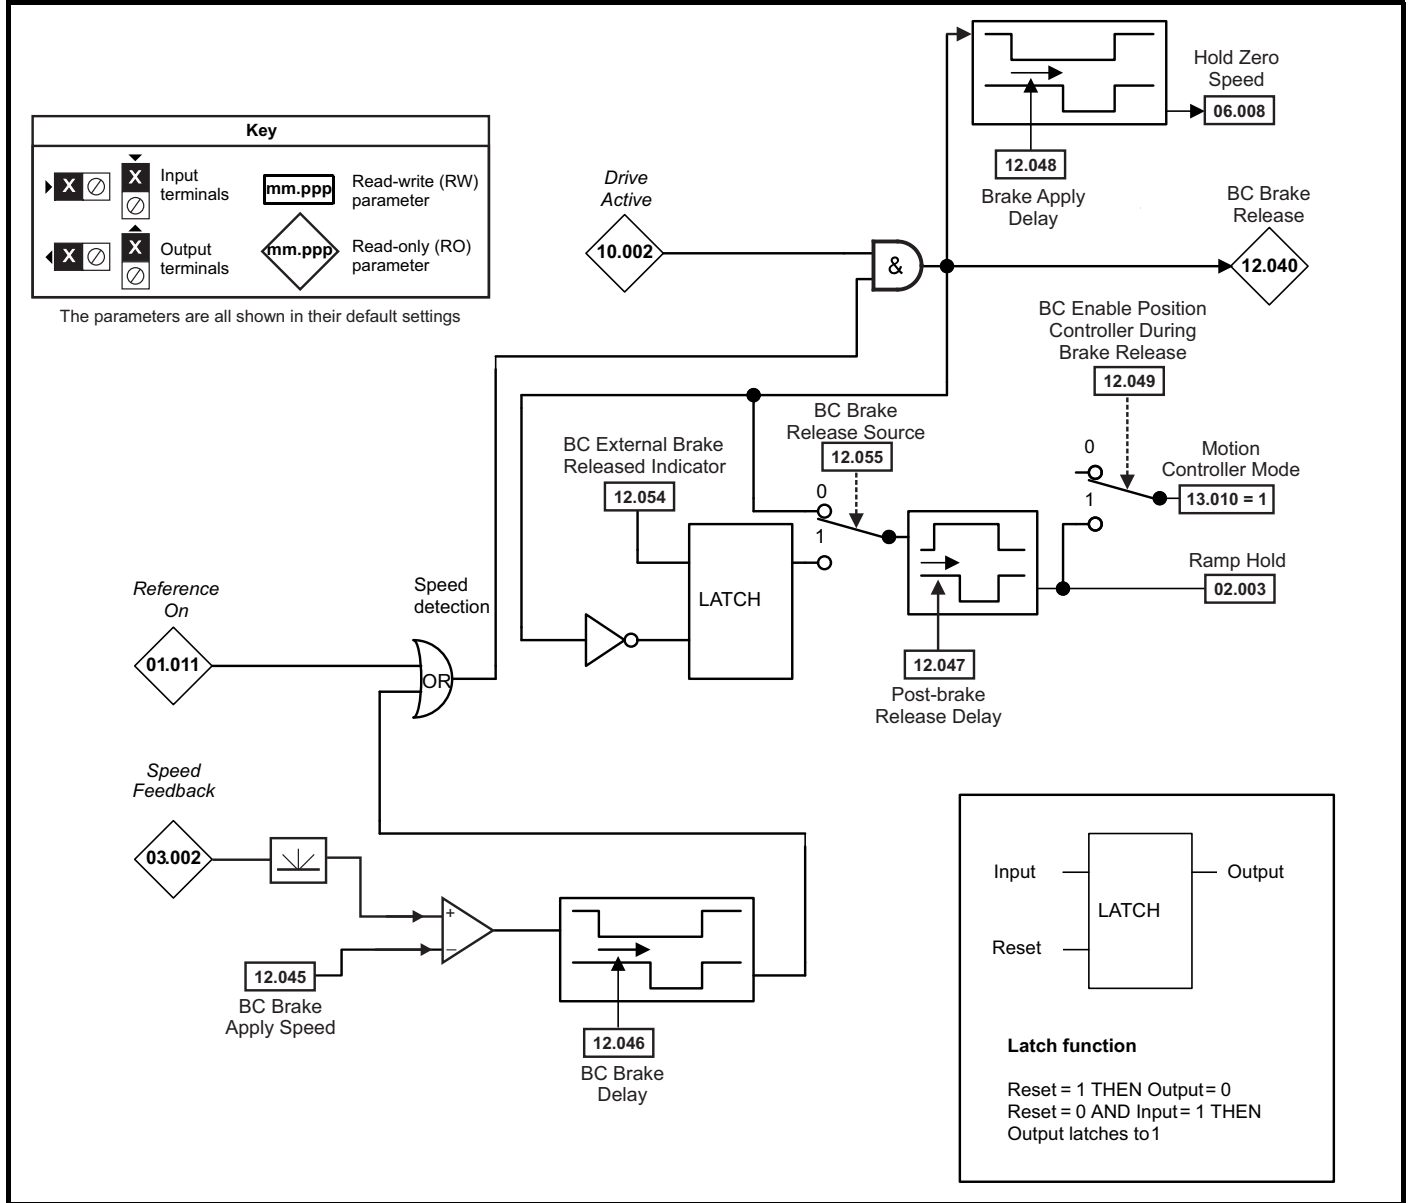 Key
X
X
Input
terminals
mm.ppp
Read-write (RW)
parameter
X
X
Output
terminals
mm.ppp
Read-only (RO)
parameter
The parameters are all shown in their default settings
Hold Zero
Speed
06.008
12.048
Brake Apply
Delay
Drive
Active
10.002
&
BC Brake
Release
12.040
BC Enable Position
Controller During
Brake Release
12.049
0
1
Motion
Controller Mode
13.010 = 1
BC Brake
Release Source
12.055
0
1
BC External Brake
Released Indicator
12.054
LATCH
Ramp Hold
02.003
12.047
Post-brake
Release Delay
Reference
On
01.011
Speed
detection
OR
Speed
Feedback
03.002
+
−
12.045
BC Brake
Apply Speed
12.046
BC Brake
Delay
Input
LATCH
Output
Reset
Latch function
Reset = 1 THEN Output = 0
Reset = 0 AND Input = 1 THEN
Output latches to1